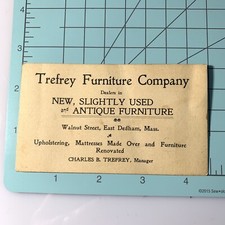 Trefrey Furniture Company
Dealers in
NEW, SLIGHTLY USED
and ANTIQUE FURNITURE
Walnut Street, East Dedham, Mass.
Upholstering, Mattresses Made Over and Furniture
Renovated
CHARLES E. TREFREY, Manager
1 2 3 4